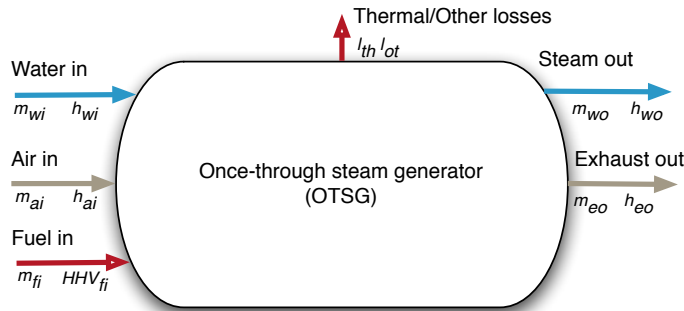 Thermal/Other losses
l_th l_ot
Water in
m_wi h_wi
Steam out
m_wo h_wo
Air in
m_ai h_ai
Once-through steam generator
(OTSG)
Exhaust out
m_eo h_eo
Fuel in
m_fi HHV_fi